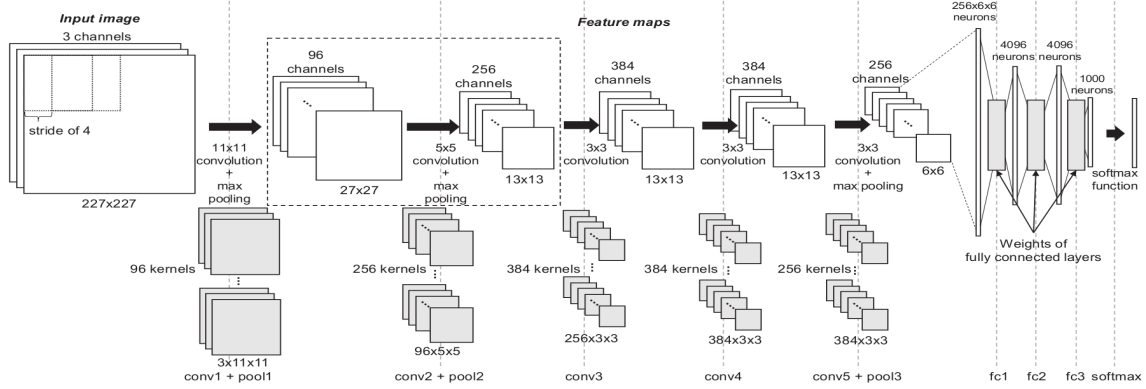 Input image
Feature maps
3 channels
stride of 4
227x227
11x11
convolution
+
max
pooling
96
channels
27x27
5x5
convolution
+
max
pooling
256
channels
13x13
3x3
convolution
384
channels
13x13
3x3
convolution
384
channels
13x13
3x3
convolution
+
max pooling
256
channels
6x6
256x6x6
neurons
4096
neurons
4096
neurons
1000
neurons
softmax
function
Weights of
fully connected layers
96 kernels
3x11x11
256 kernels
96x5x5
384 kernels
256x3x3
384 kernels
384x3x3
256 kernels
384x3x3
conv1 + pool1
conv2 + pool2
conv3
conv4
conv5 + pool3
fc1
fc2
fc3
softmax